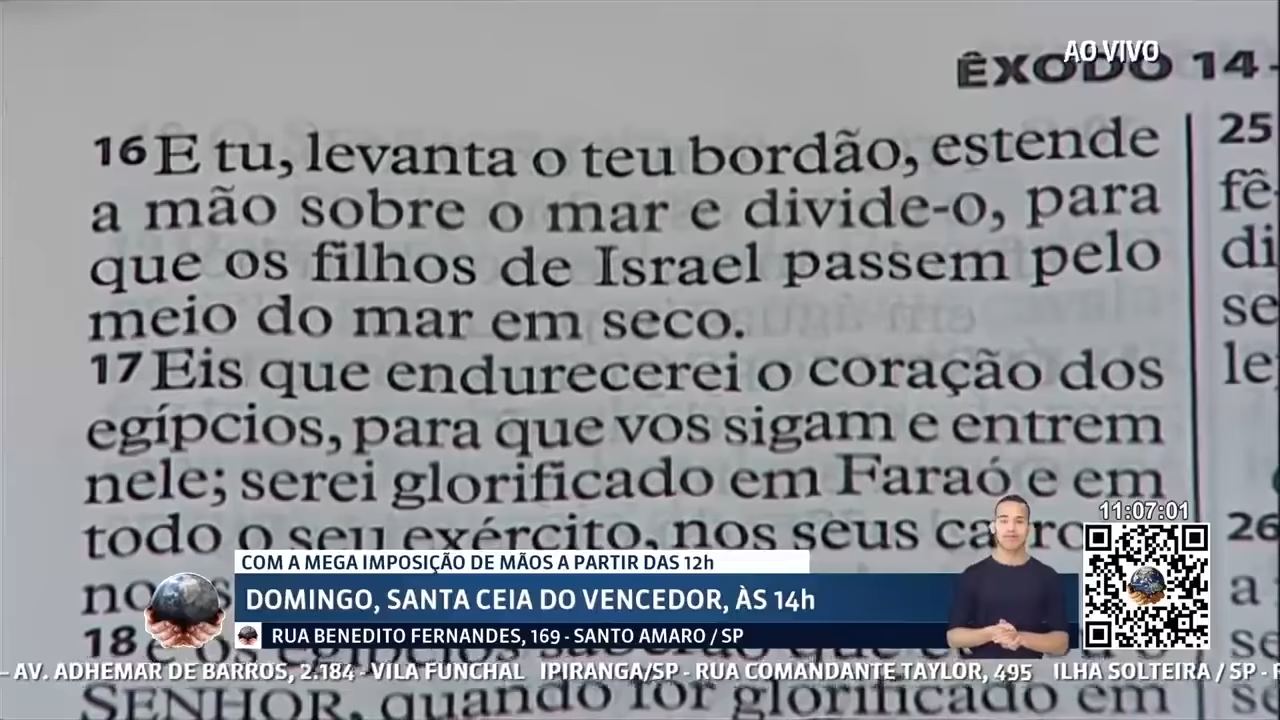 AO VIVO
ÊXODO 14
16 E tu, levanta o teu bordão, estende
a mão sobre o mar e divide-o, para
que os filhos de Israel passem pelo
meio do mar em seco.
17 Eis que endurecerei o coração dos
egípcios, para que vos sigam e entrem
nele; serei glorificado em Faraó e em
todo o seu exército, nos seus
18
SENHOR, quando for glorificado em
25
fê
di
se
le
26
a
se
11:07:01
COM A MEGA IMPOSIÇÃO DE MÃOS A PARTIR DAS 12h
DOMINGO, SANTA CEIA DO VENCEDOR, ÀS 14h
RUA BENEDITO FERNANDES, 169 - SANTO AMARO / SP
- AV. ADHEMAR DE BARROS, 2.184 - VILA FUNCHAL IPIRANGA/SP - RUA COMANDANTE TAYLOR, 495 ILHA SOLTEIRA / SP -